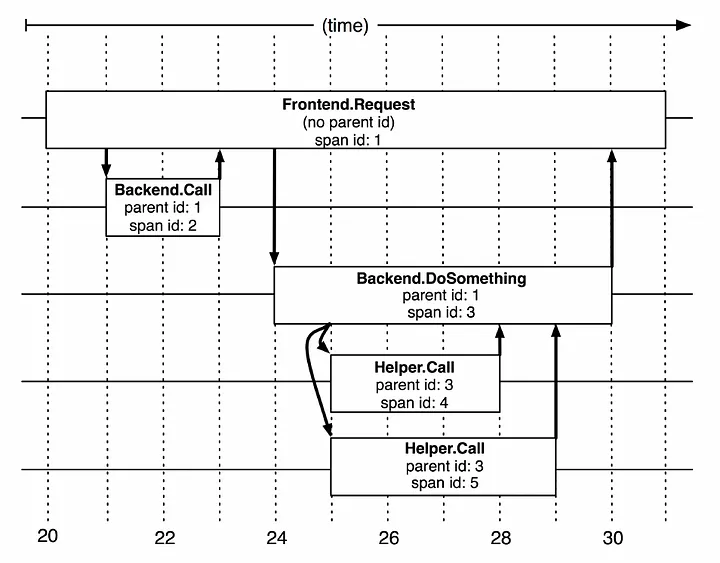 (time)
Frontend.Request
(no parent id)
span id: 1
Backend.Call
parent id: 1
span id: 2
Backend.DoSomething
parent id: 1
span id: 3
Helper.Call
parent id: 3
span id: 4
Helper.Call
parent id: 3
span id: 5
20 22 24 26 28 30